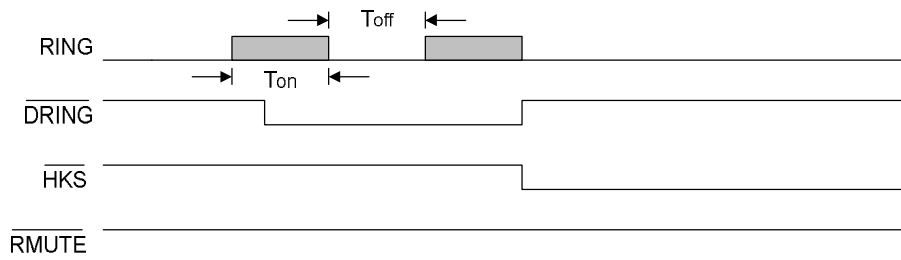 Toff
RING
Ton
DRING
HKS
RMUTE